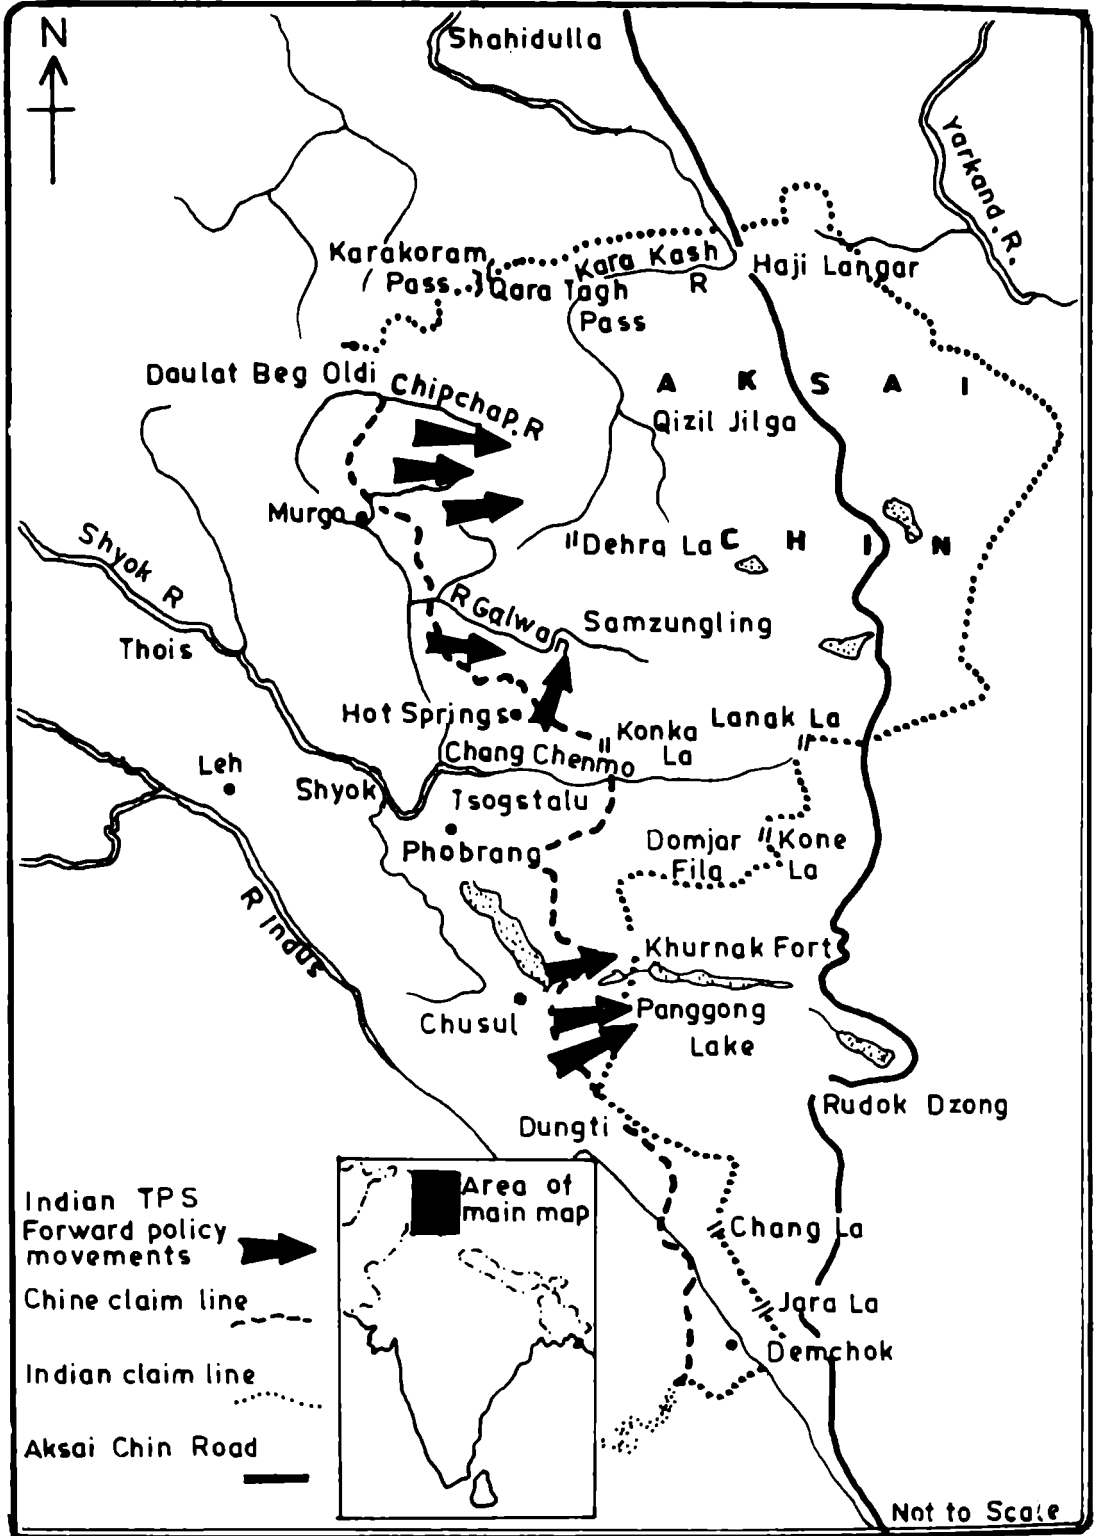 N
Shahidulla
Yarkand. R.
Karakoram
Pass
Qara Tagh
Pass
Kara Kash
R
Haji Langar
Daulat Beg Oldi
Chipchap. R
AKSAI
Qizil Jilga
Murgo
Dehra La
CHIN
Shyok R
R Galwan
Samzungling
Thois
Hot Springs
Konka
La
Lanak La
Chang Chenmo
Leh
Shyok
Tsogstalu
Domjar
Fila
Kone
La
Phobrang
R Indus
Khurnak Fort
Chusul
Panggong
Lake
Rudok Dzong
Dungti
Chang La
Jara La
Demchok
Area of
main map
Indian TPS
Forward policy
movements
Chine claim line
Indian claim line
Aksai Chin Road
Not to Scale